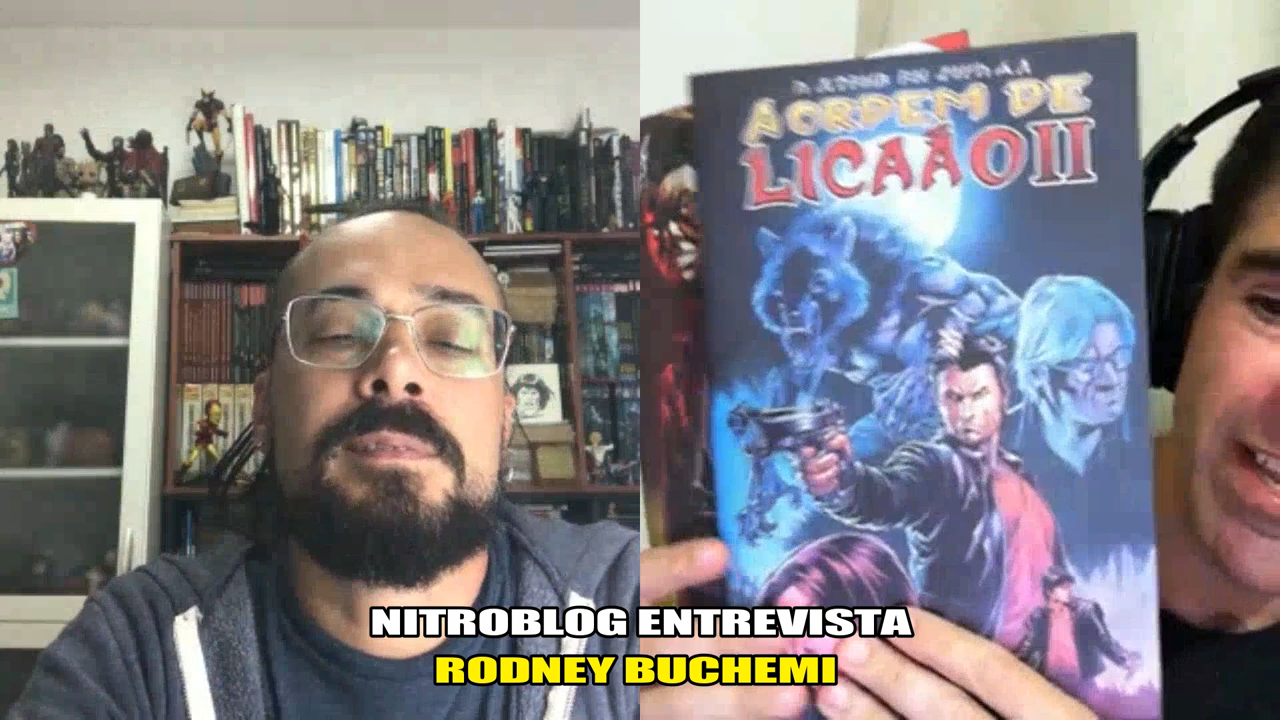 A ORDEM DE
LICAÃO II
NITROBLOG ENTREVISTA
RODNEY BUCHEMI